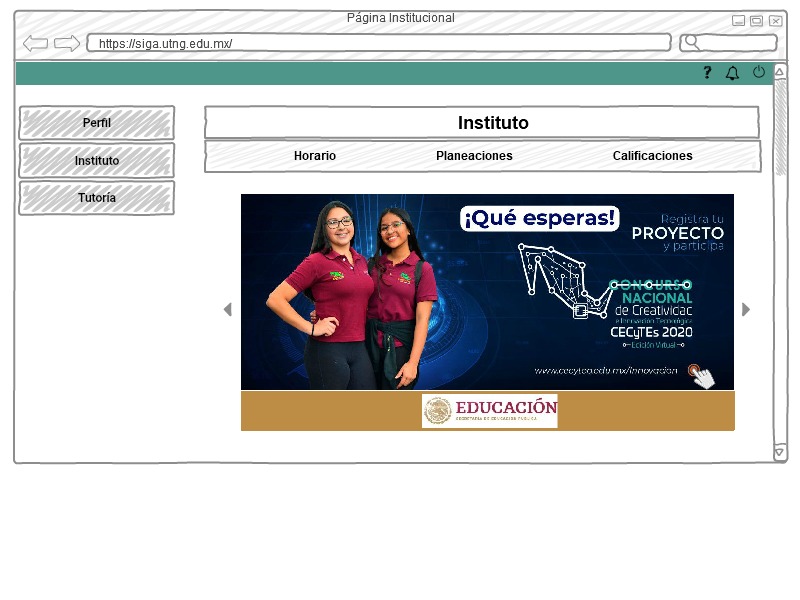 Página Institucional
https://siga.utng.edu.mx/
?
Perfil
Instituto
Tutoría
Instituto
Horario Planeaciones Calificaciones
¡Qué esperas!
Registra tu
PROYECTO
y participa
CONCURSO
NACIONAL
de Creatividad
e Innovación Tecnológica
CECyTEs 2020
Edición Virtual
www.cecytea.edu.mx/innovacion
EDUCACIÓN
SECRETARÍA DE EDUCACIÓN PÚBLICA